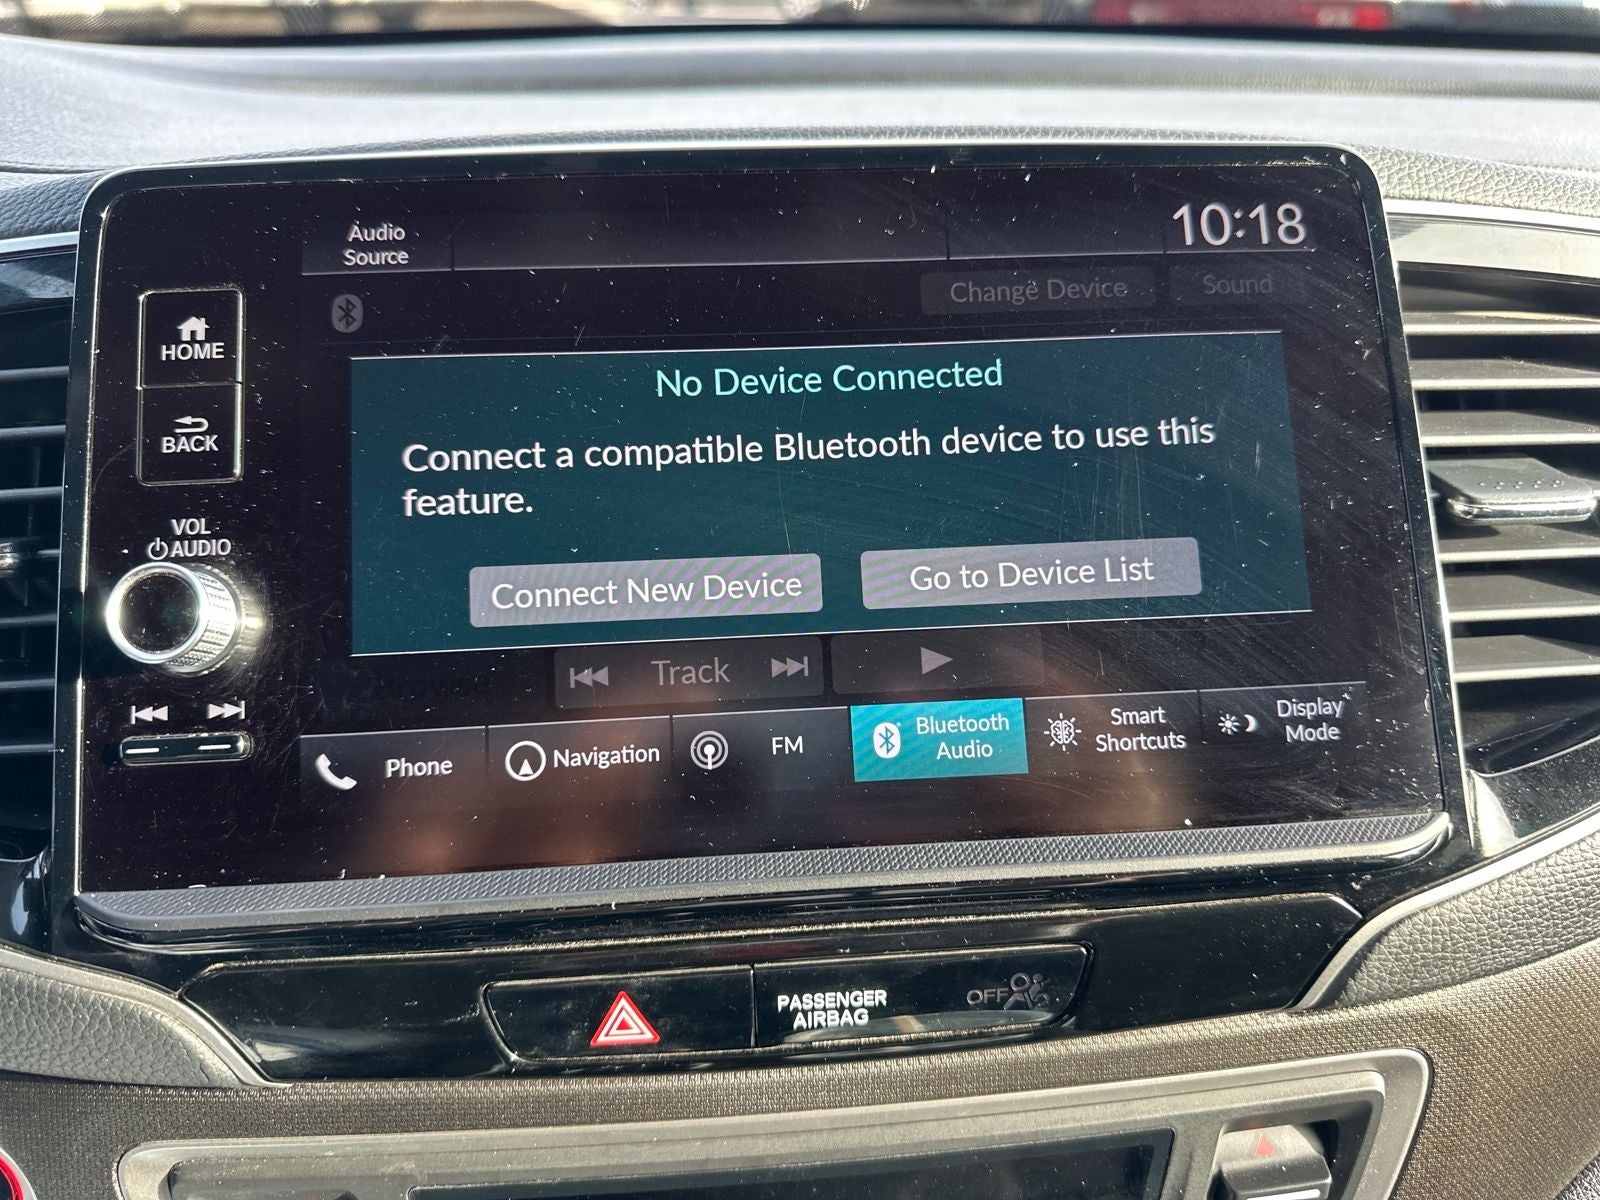 Audio
Source
10:18
Change Device
Sound
HOME
BACK
VOL
AUDIO
No Device Connected
Connect a compatible Bluetooth device to use this
feature.
Connect New Device
Go to Device List
Browse
Track
Phone
Navigation
FM
Bluetooth
Audio
Smart
Shortcuts
Display
Mode
PASSENGER
AIRBAG
OFF